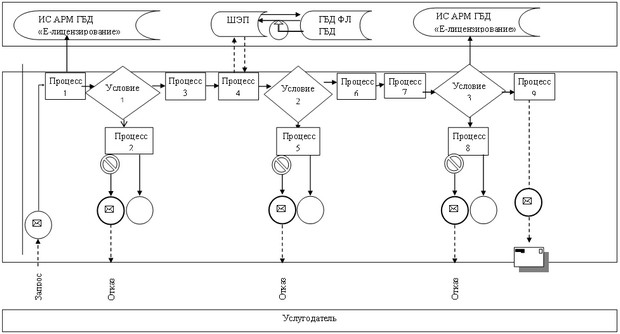 ИС АРМ ГБД
«Е-лицензирование»
ШЭП
ГБД ФЛ
ГБД
ИС АРМ ГБД
«Е-лицензирование»
Процесс
1
Условие
1
Процесс
3
Процесс
4
Условие
2
Процесс
6
Процесс
7
Условие
3
Процесс
9
Процесс
2
Процесс
5
Процесс
8
Запрос
Отказ
Отказ
Отказ
Услугодатель